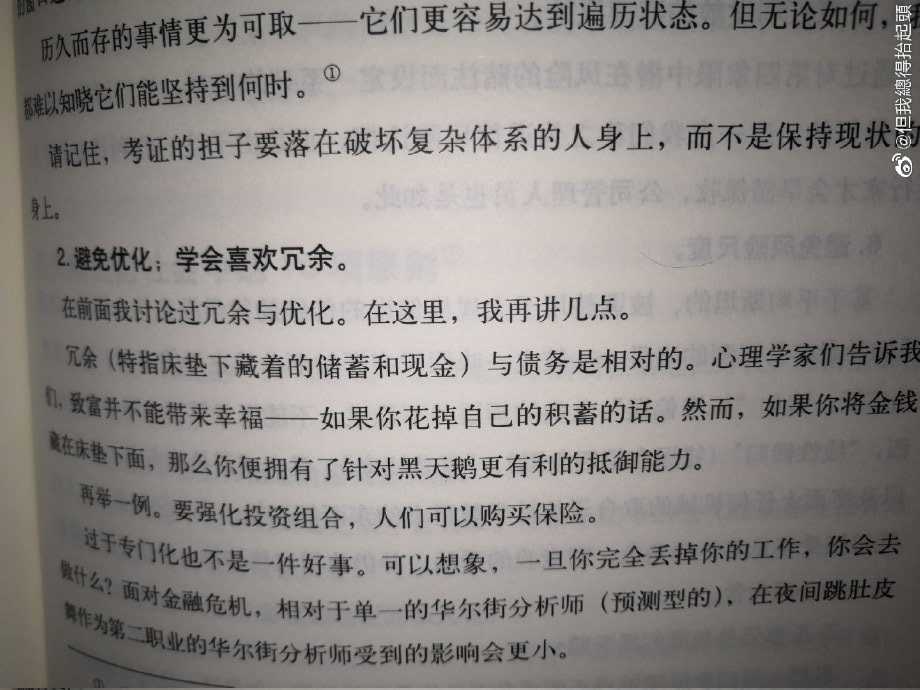 历久而存的事情更为可取——它们更容易达到遍历状态。但无论如何，我
都难以知晓它们能坚持到何时。①
请记住，考证的担子要落在破坏复杂体系的人身上，而不是保持现状的
身上。
2. 避免优化；学会喜欢冗余。
在前面我讨论过冗余与优化。在这里，我再讲几点。
冗余（特指床垫下藏着的储蓄和现金）与债务是相对的。心理学家们告诉我
们，致富并不能带来幸福——如果你花掉自己的积蓄的话。然而，如果你将金钱
藏在床垫下面，那么你便拥有了针对黑天鹅更有利的抵御能力。
再举一例。要强化投资组合，人们可以购买保险。
过于专门化也不是一件好事。可以想象，一旦你完全丢掉你的工作，你会去
做什么？面对金融危机，相对于单一的华尔街分析师（预测型的），在夜间跳肚皮
舞作为第二职业的华尔街分析师受到的影响会更小。
@但我總得抬起頭